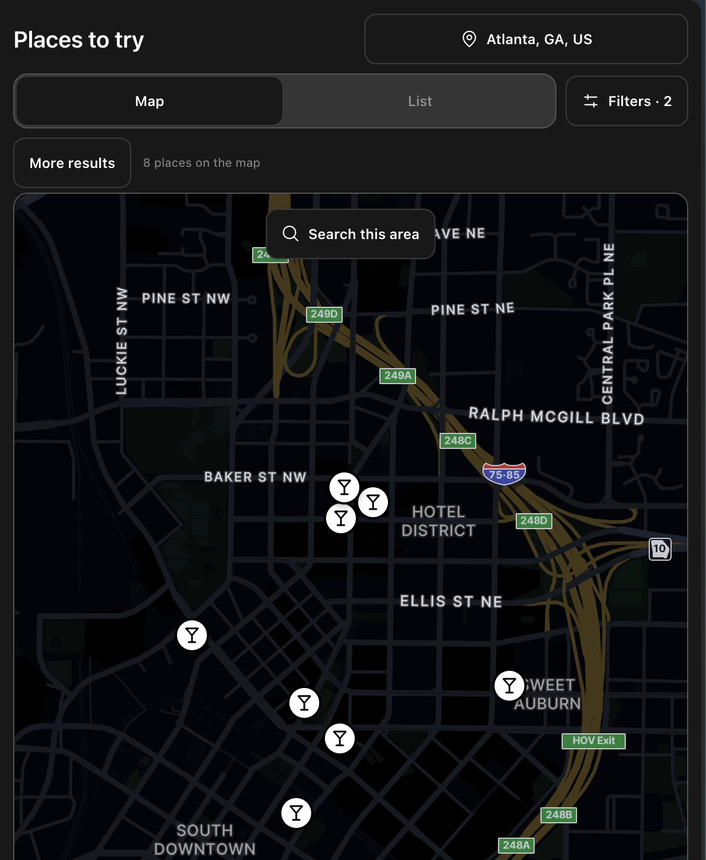 Places to try
Atlanta, GA, US
Map
List
Filters · 2
More results
8 places on the map
Search this area
AVE NE
PINE ST NW
LUCKIE ST NW
249D
PINE ST NE
CENTRAL PARK PL NE
249A
RALPH MCGILL BLVD
248C
75-85
BAKER ST NW
HOTEL
DISTRICT
248D
10
ELLIS ST NE
SWEET
AUBURN
HOV Exit
248B
SOUTH
DOWNTOWN
248A